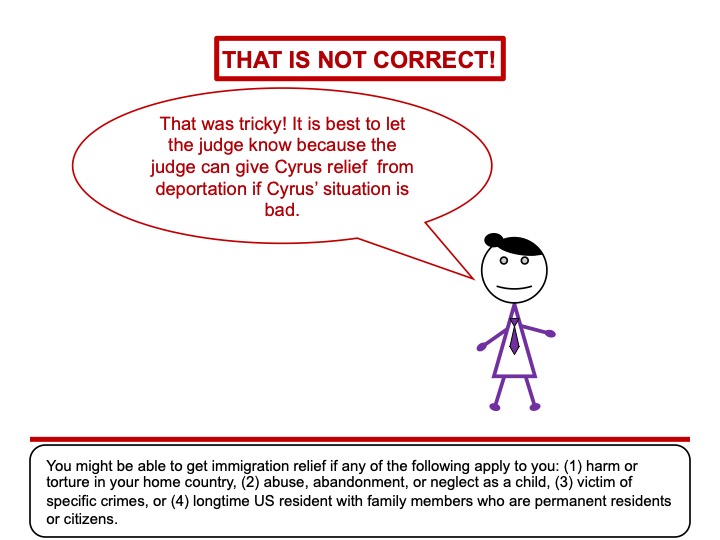 THAT IS NOT CORRECT!
That was tricky! It is best to let
the judge know because the
judge can give Cyrus relief  from
deportation if Cyrus’ situation is
bad.
You might be able to get immigration relief if any of the following apply to you: (1) harm or
torture in your home country, (2) abuse, abandonment, or neglect as a child, (3) victim of
specific crimes, or (4) longtime US resident with family members who are permanent residents
or citizens.